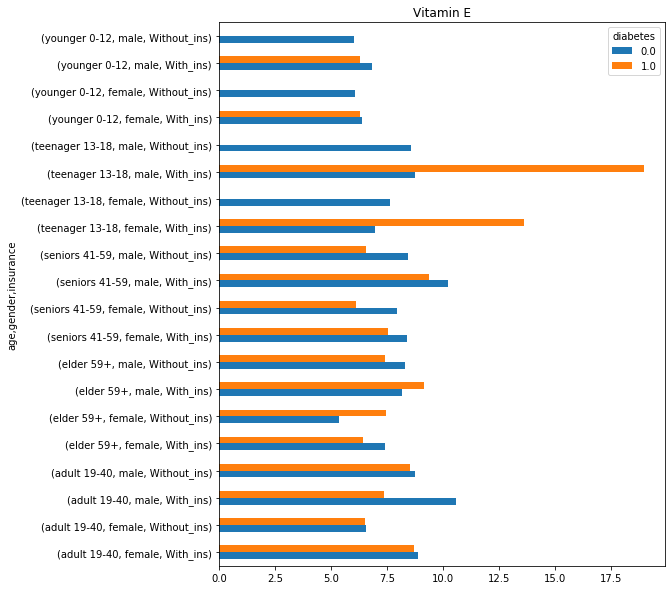 Vitamin E
diabetes
0.0
1.0
(younger 0-12, male, Without_ins)
(younger 0-12, male, With_ins)
(younger 0-12, female, Without_ins)
(younger 0-12, female, With_ins)
(teenager 13-18, male, Without_ins)
(teenager 13-18, male, With_ins)
(teenager 13-18, female, Without_ins)
(teenager 13-18, female, With_ins)
(seniors 41-59, male, Without_ins)
(seniors 41-59, male, With_ins)
(seniors 41-59, female, Without_ins)
(seniors 41-59, female, With_ins)
(elder 59+, male, Without_ins)
(elder 59+, male, With_ins)
(elder 59+, female, Without_ins)
(elder 59+, female, With_ins)
(adult 19-40, male, Without_ins)
(adult 19-40, male, With_ins)
(adult 19-40, female, Without_ins)
(adult 19-40, female, With_ins)
age,gender,insurance
0.0 2.5 5.0 7.5 10.0 12.5 15.0 17.5